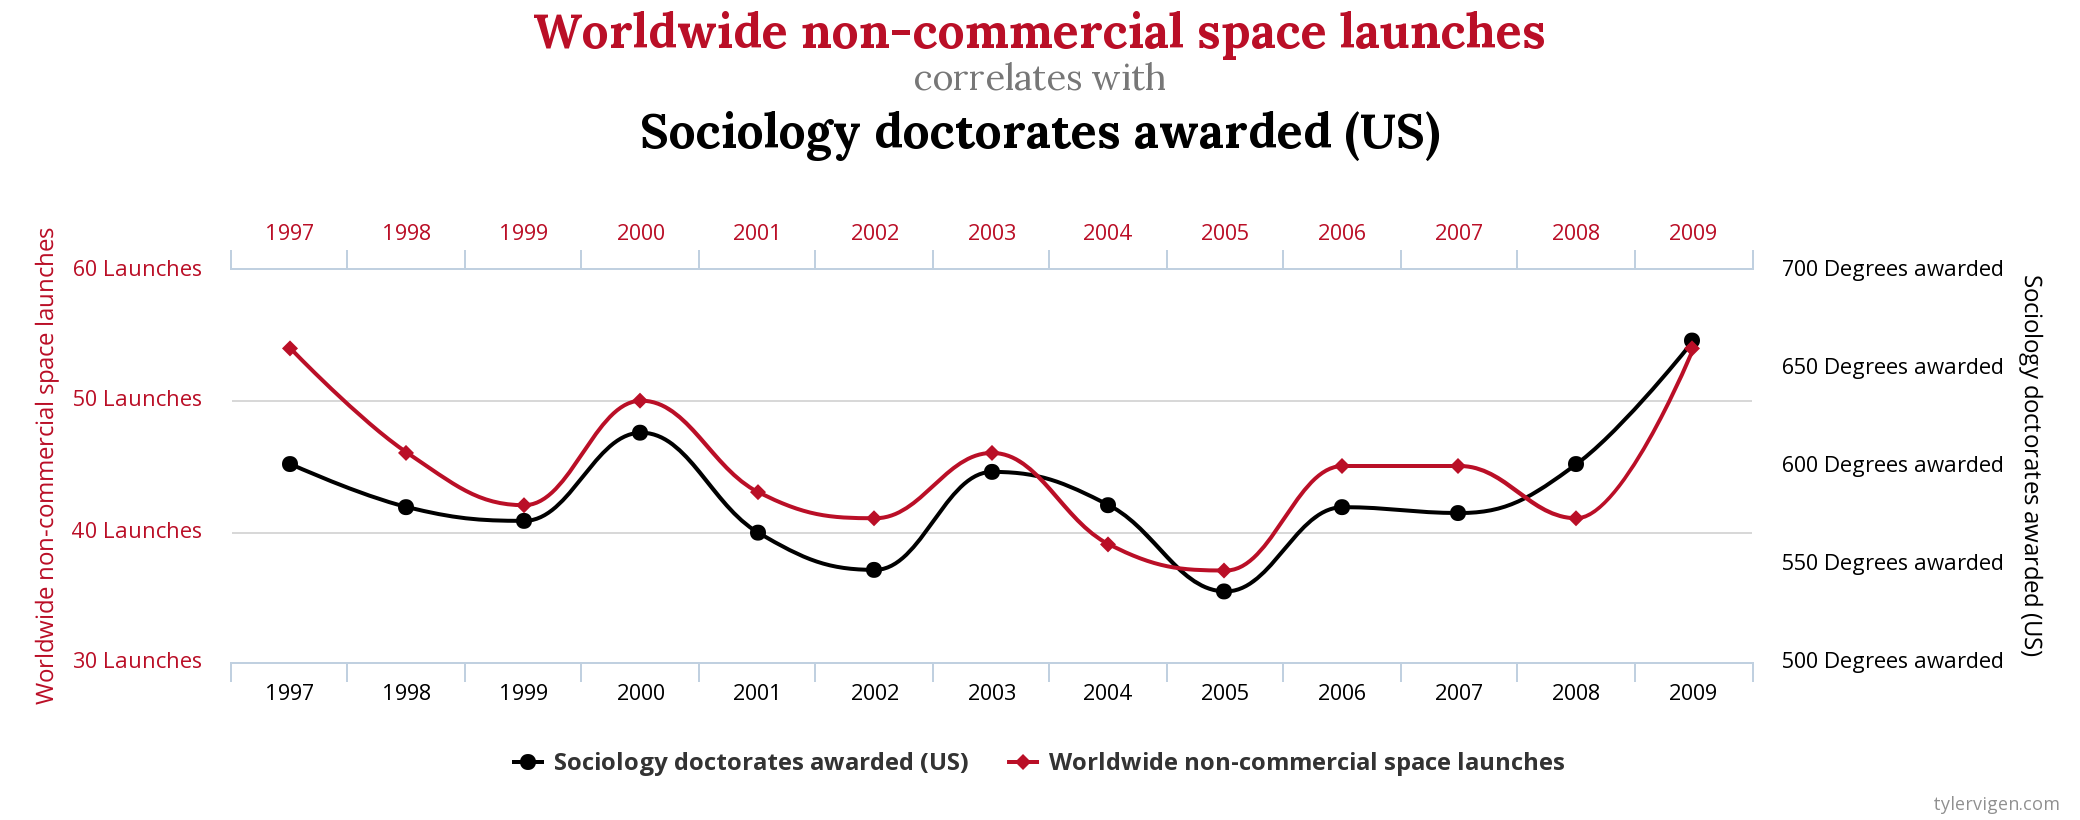 Worldwide non-commercial space launches
correlates with
Sociology doctorates awarded (US)
1997 1998 1999 2000 2001 2002 2003 2004 2005 2006 2007 2008 2009
Worldwide non-commercial space launches
60 Launches
50 Launches
40 Launches
30 Launches
700 Degrees awarded
650 Degrees awarded
600 Degrees awarded
550 Degrees awarded
500 Degrees awarded
Sociology doctorates awarded (US)
1997 1998 1999 2000 2001 2002 2003 2004 2005 2006 2007 2008 2009
Sociology doctorates awarded (US) Worldwide non-commercial space launches
tylervigen.com